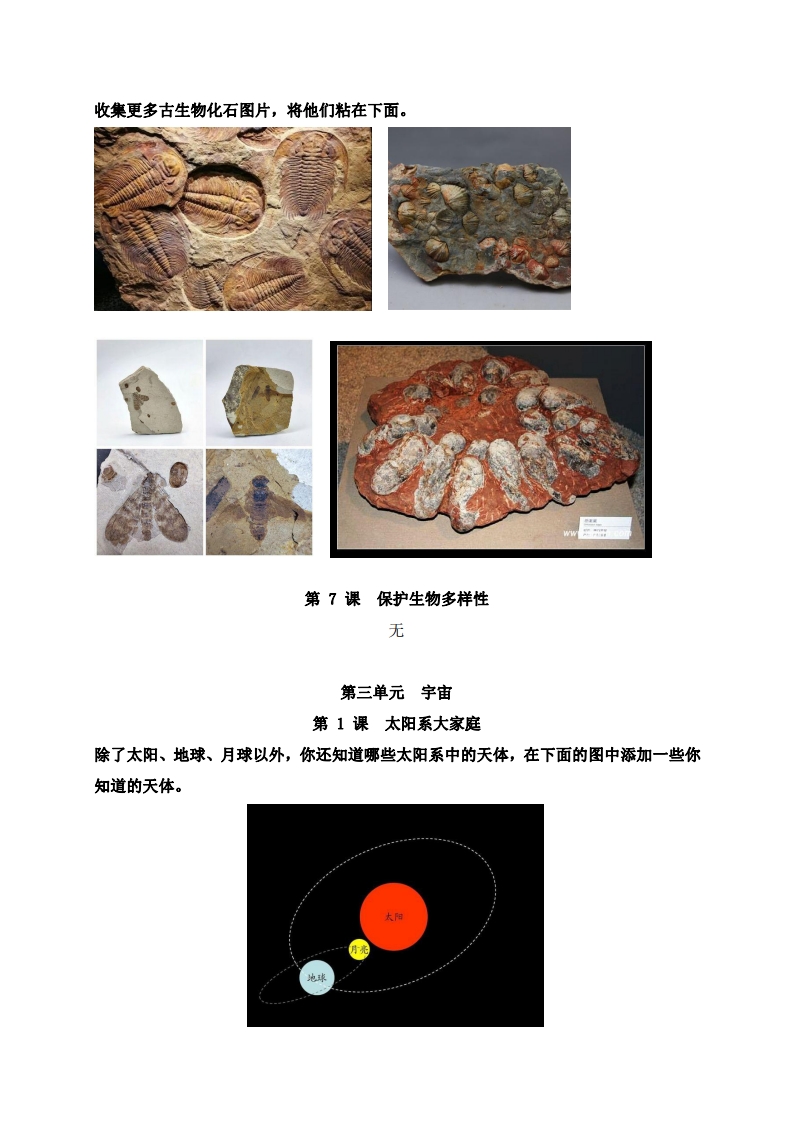 收集更多古生物化石图片，将他们粘在下面。
www
第 7 课　保护生物多样性
无
第三单元　宇宙
第 1 课　太阳系大家庭
除了太阳、地球、月球以外，你还知道哪些太阳系中的天体，在下面的图中添加一些你
知道的天体。
太阳
月亮
地球